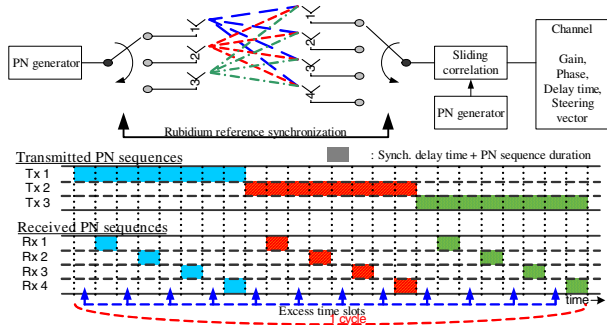 PN generator
1
2
3
1
2
3
4
Sliding
correlation
PN generator
Channel
Gain,
Phase,
Delay time,
Steering
vector
Rubidium reference synchronization
Transmitted PN sequences
: Synch. delay time + PN sequence duration
Tx 1
Tx 2
Tx 3
Received PN sequences
Rx 1
Rx 2
Rx 3
Rx 4
time
Excess time slots
1 cycle